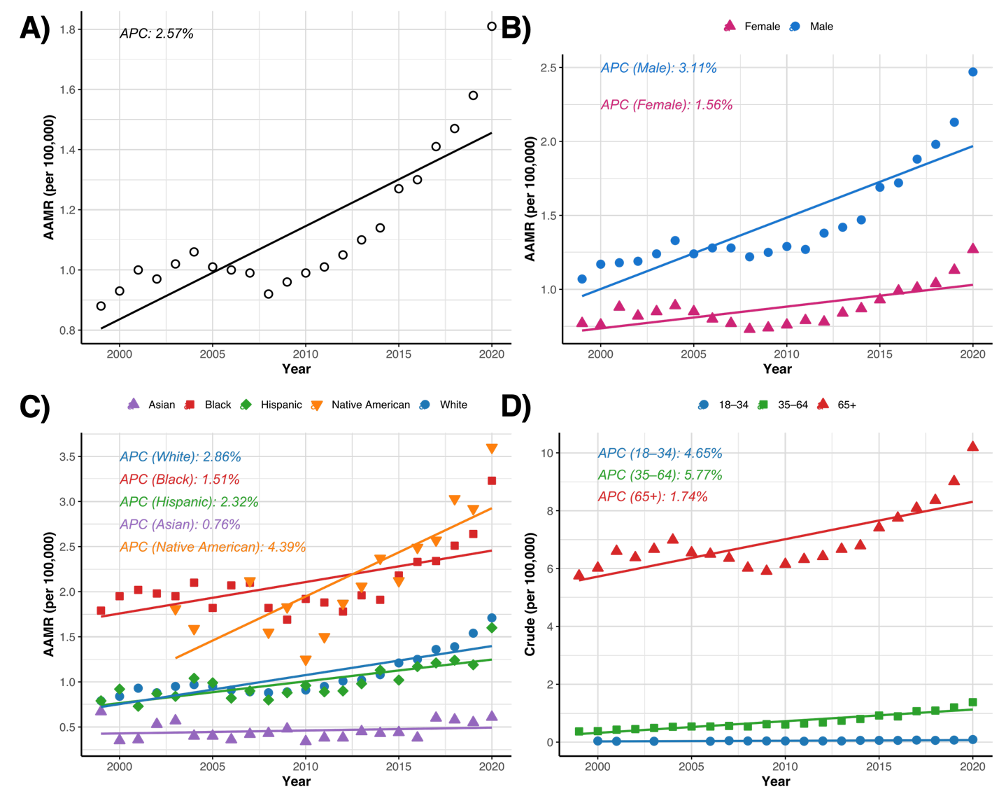 A)
APC: 2.57%
1.8
1.6
1.4
1.2
1.0
0.8
AAMR (per 100,000)
2000 2005 2010 2015 2020
Year
B)
Female Male
APC (Male): 3.11%
APC (Female): 1.56%
2.5
2.0
1.5
1.0
AAMR (per 100,000)
2000 2005 2010 2015 2020
Year
C)
Asian Black Hispanic Native American White
APC (White): 2.86%
APC (Black): 1.51%
APC (Hispanic): 2.32%
APC (Asian): 0.76%
APC (Native American): 4.39%
3.5
3.0
2.5
2.0
1.5
1.0
0.5
AAMR (per 100,000)
2000 2005 2010 2015 2020
Year
D)
18–34 35–64 65+
APC (18–34): 4.65%
APC (35–64): 5.77%
APC (65+): 1.74%
10
8
6
4
2
0
Crude (per 100,000)
2000 2005 2010 2015 2020
Year